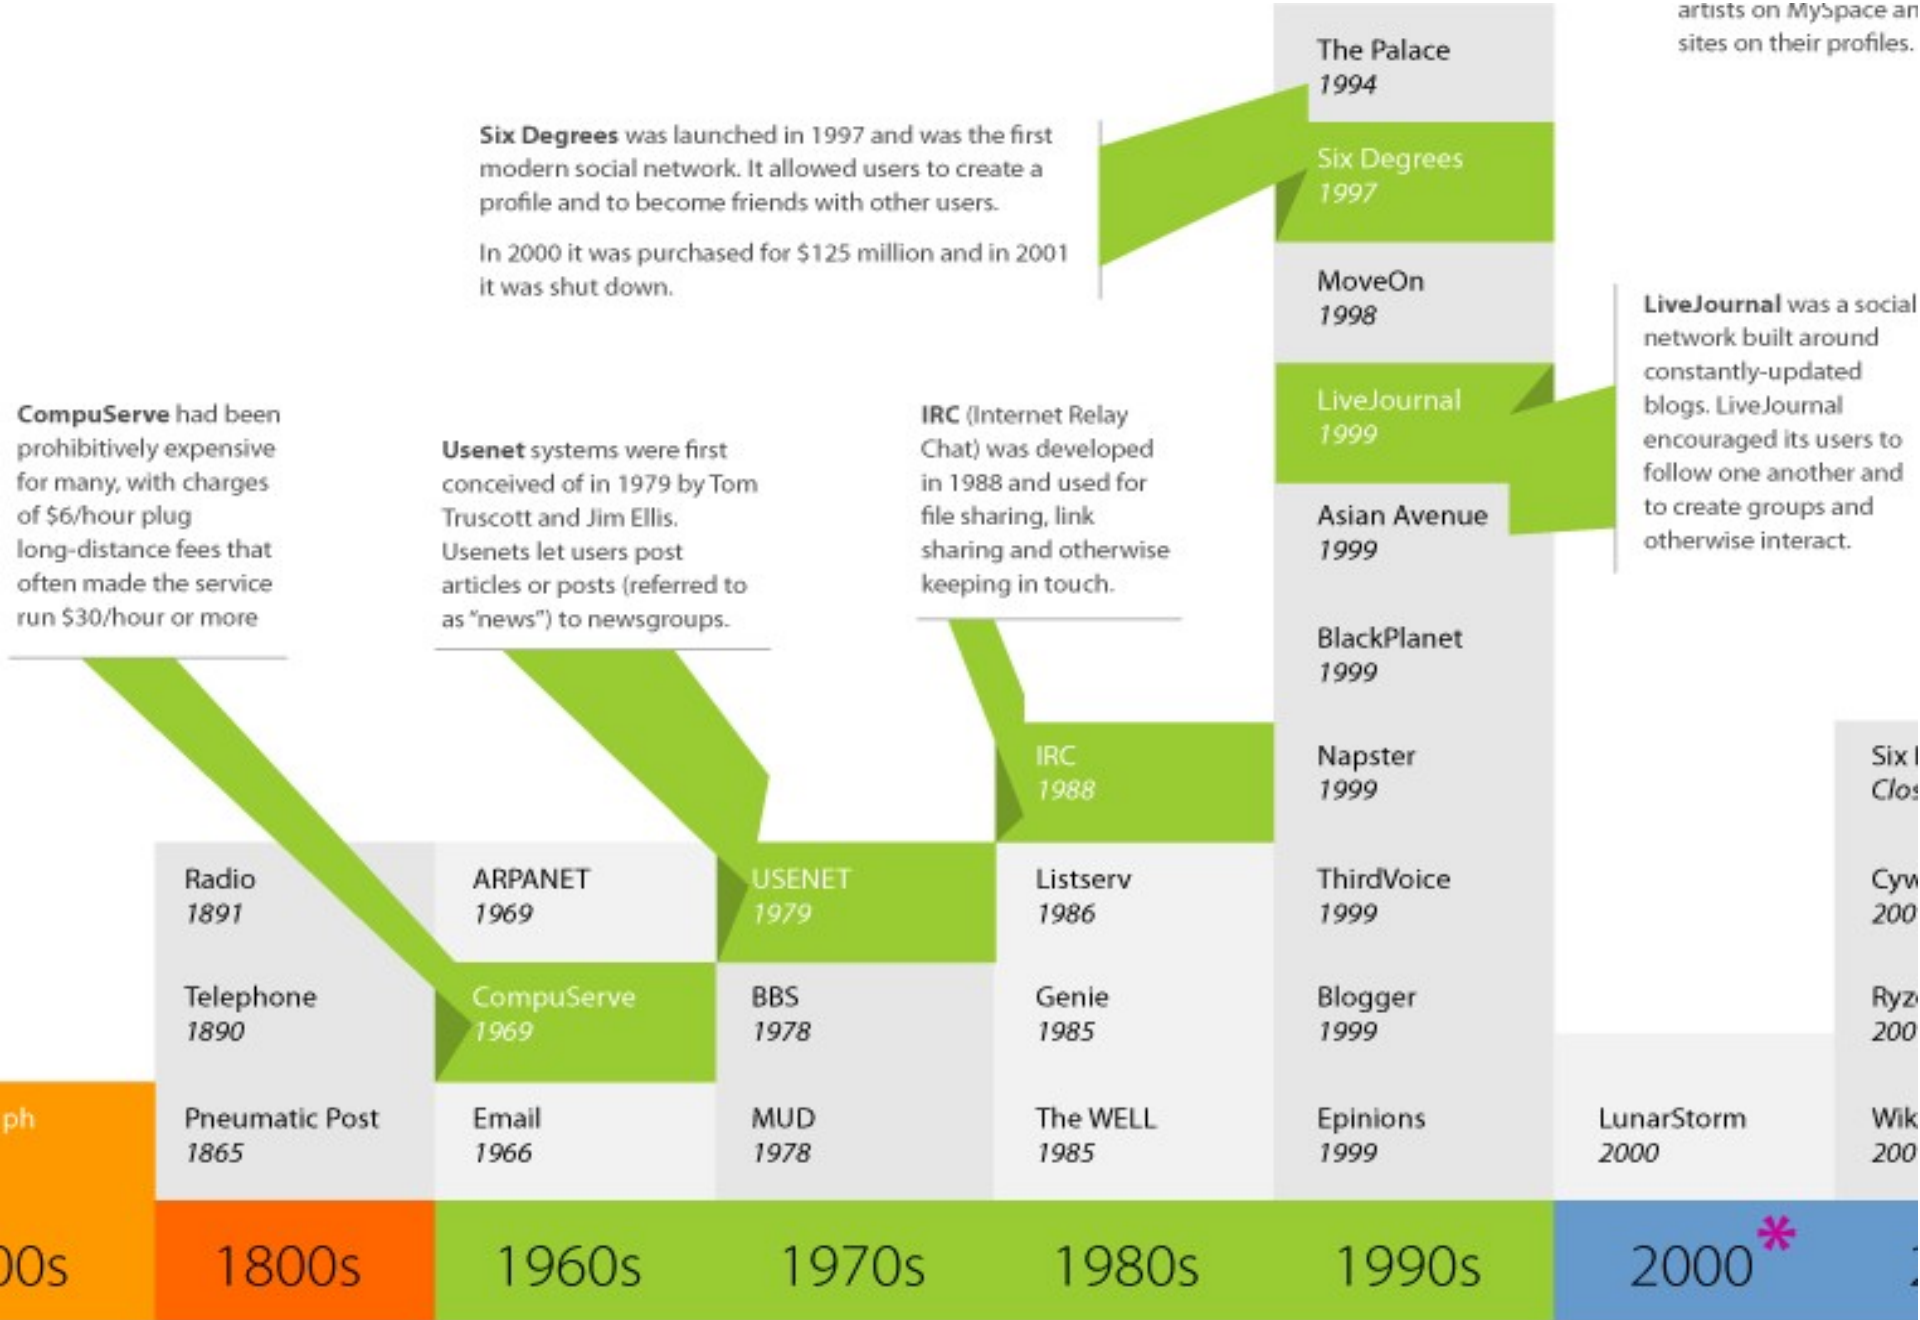 artists on MySpace an
sites on their profiles.
The Palace
1994
Six Degrees was launched in 1997 and was the first
modern social network. It allowed users to create a
profile and to become friends with other users.
In 2000 it was purchased for $125 million and in 2001
it was shut down.
Six Degrees
1997
MoveOn
1998
LiveJournal was a social
network built around
constantly-updated
blogs. LiveJournal
encouraged its users to
follow one another and
to create groups and
otherwise interact.
LiveJournal
1999
CompuServe had been
prohibitively expensive
for many, with charges
of $6/hour plug
long-distance fees that
often made the service
run $30/hour or more
Usenet systems were first
conceived of in 1979 by Tom
Truscott and Jim Ellis.
Usenets let users post
articles or posts (referred to
as "news") to newsgroups.
IRC (Internet Relay
Chat) was developed
in 1988 and used for
file sharing, link
sharing and otherwise
keeping in touch.
Asian Avenue
1999
BlackPlanet
1999
IRC
1988
Napster
1999
Six
Clos
Radio
1891
ARPANET
1969
USENET
1979
Listserv
1986
ThirdVoice
1999
Cyw
200
Telephone
1890
CompuServe
1969
BBS
1978
Genie
1985
Blogger
1999
Ryz
200
ph
Pneumatic Post
1865
Email
1966
MUD
1978
The WELL
1985
Epinions
1999
LunarStorm
2000
Wik
200
00s
1800s
1960s
1970s
1980s
1990s
2000*